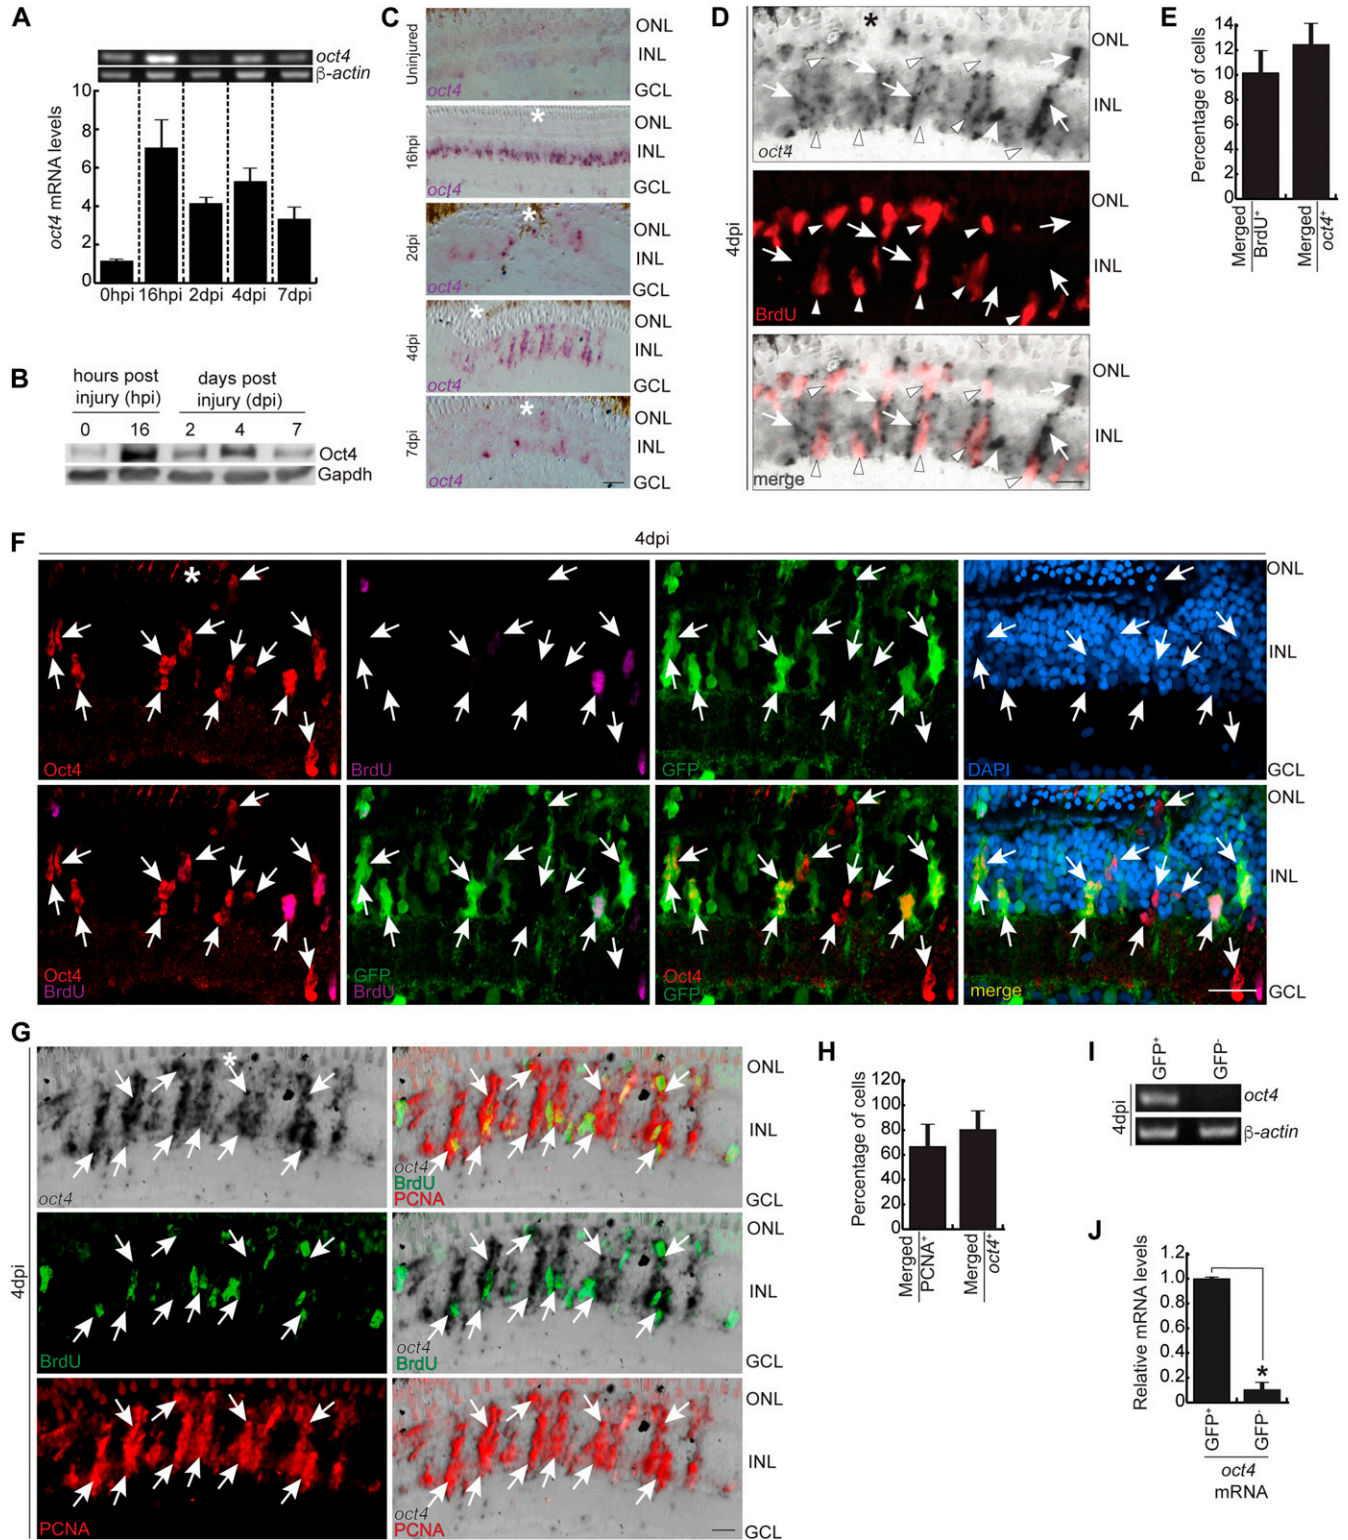 A
oct4
β-actin
oct4 mRNA levels
10
8
6
4
2
0
0hpi 16hpi 2dpi 4dpi 7dpi
B
hours post injury (hpi)
days post injury (dpi)
0 16 2 4 7
Oct4
Gapdh
C
Uninjured
oct4
ONL
INL
GCL
16hpi
oct4
ONL
INL
GCL
2dpi
oct4
ONL
INL
GCL
4dpi
oct4
ONL
INL
GCL
7dpi
oct4
ONL
INL
GCL
D
4dpi
*
oct4
ONL
INL
BrdU
ONL
INL
merge
ONL
INL
E
Percentage of cells
14
12
10
8
6
4
2
0
Merged
BrdU+
Merged
oct4+
F
4dpi
*
Oct4
BrdU
GFP
DAPI
ONL
INL
GCL
Oct4
BrdU
GFP
BrdU
Oct4
GFP
merge
ONL
INL
GCL
G
4dpi
*
oct4
oct4
BrdU
PCNA
ONL
INL
GCL
BrdU
oct4
BrdU
ONL
INL
GCL
PCNA
oct4
PCNA
ONL
INL
GCL
H
Percentage of cells
120
100
80
60
40
20
0
Merged
PCNA+
Merged
oct4+
I
GFP+
GFP-
4dpi
oct4
β-actin
J
Relative mRNA levels
1.2
1.0
0.8
0.6
0.4
0.2
0
*
GFP+
GFP-
oct4
mRNA